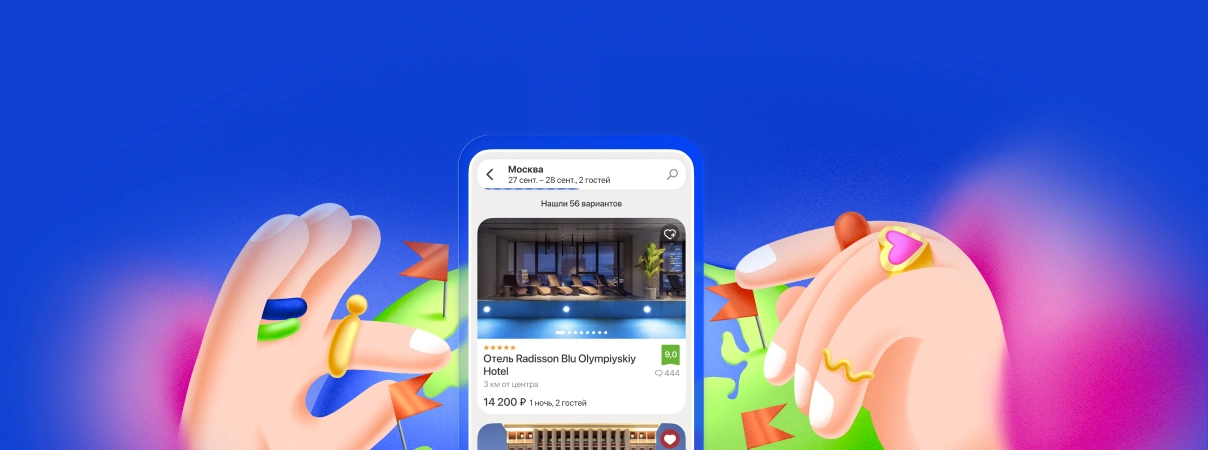 Москва
27 сент. – 28 сент., 2 гостей
Нашли 56 вариантов
Отель Radisson Blu Olympiyskiy
Hotel
9,0
444
3 км от центра
14 200 ₽ 1 ночь, 2 гостей